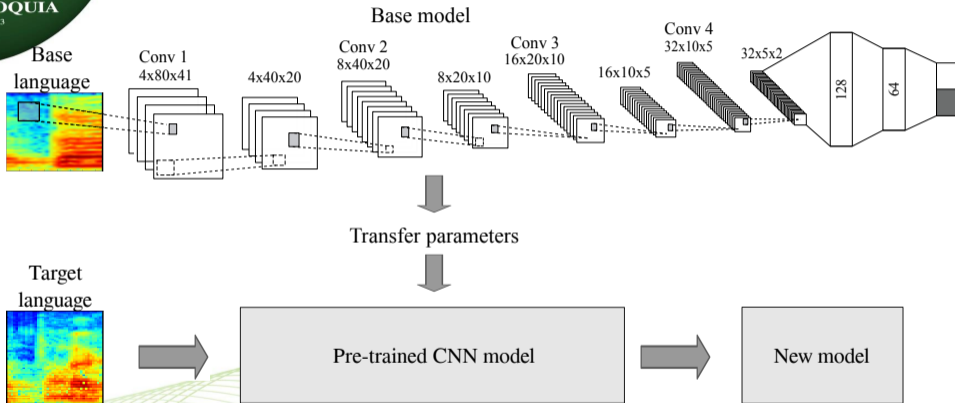 OQUIA
3
Base model
Base
language
Conv 1
4x80x41
4x40x20
Conv 2
8x40x20
8x20x10
Conv 3
16x20x10
16x10x5
Conv 4
32x10x5
32x5x2
128
64
Transfer parameters
Target
language
Pre-trained CNN model
New model